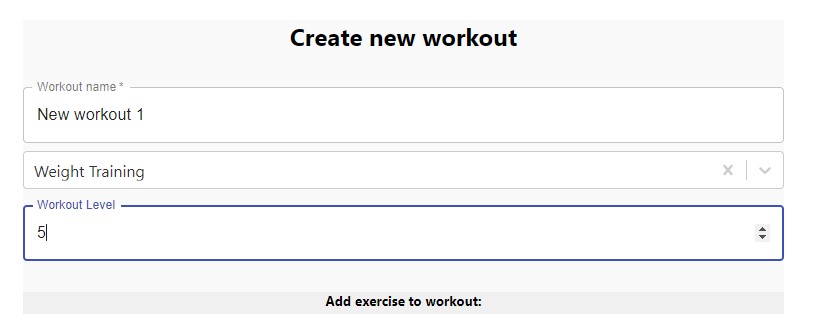 Create new workout
Workout name *
New workout 1
Weight Training
Workout Level
5
Add exercise to workout: